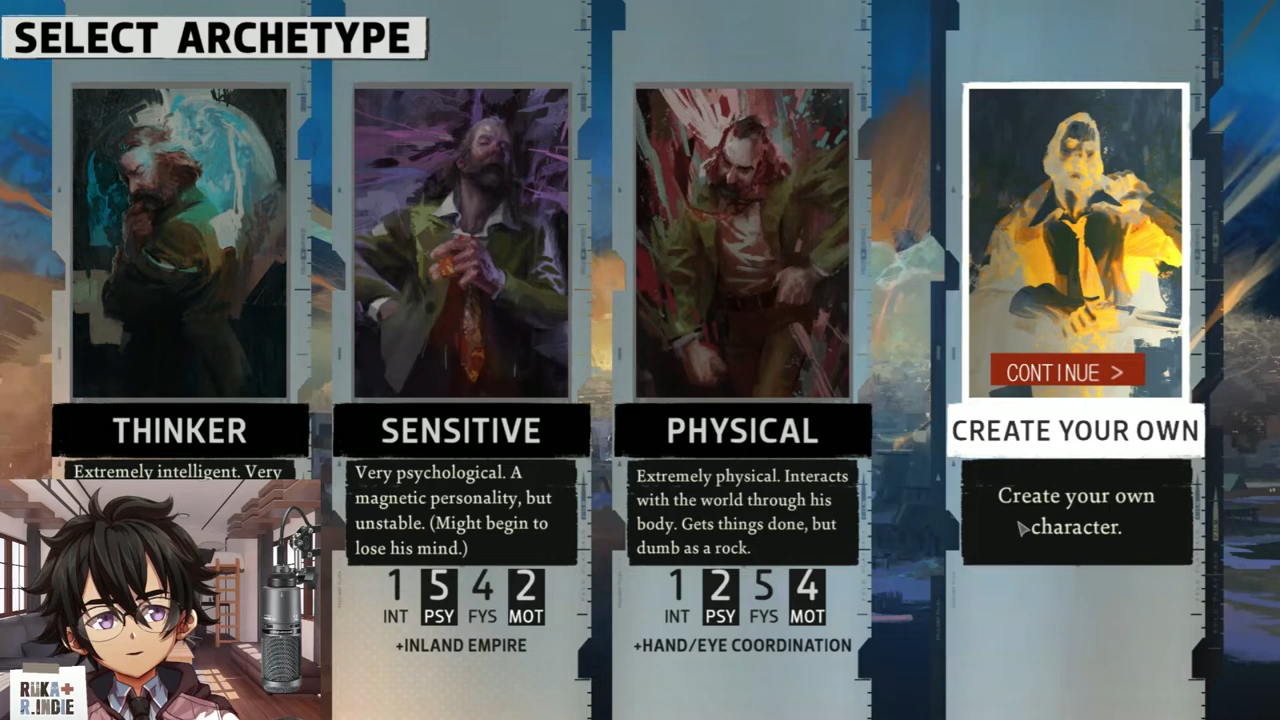 SELECT ARCHETYPE
CONTINUE >
THINKER
SENSITIVE
PHYSICAL
CREATE YOUR OWN
Extremely intelligent. Very
Very psychological. A
magnetic personality, but
unstable. (Might begin to
lose his mind.)
Extremely physical. Interacts
with the world through his
body. Gets things done, but
dumb as a rock.
Create your own
character.
1 5 4 2
INT PSY FYS MOT
+INLAND EMPIRE
1 2 5 4
INT PSY FYS MOT
+HAND/EYE COORDINATION
RUKA+
R.INDIE